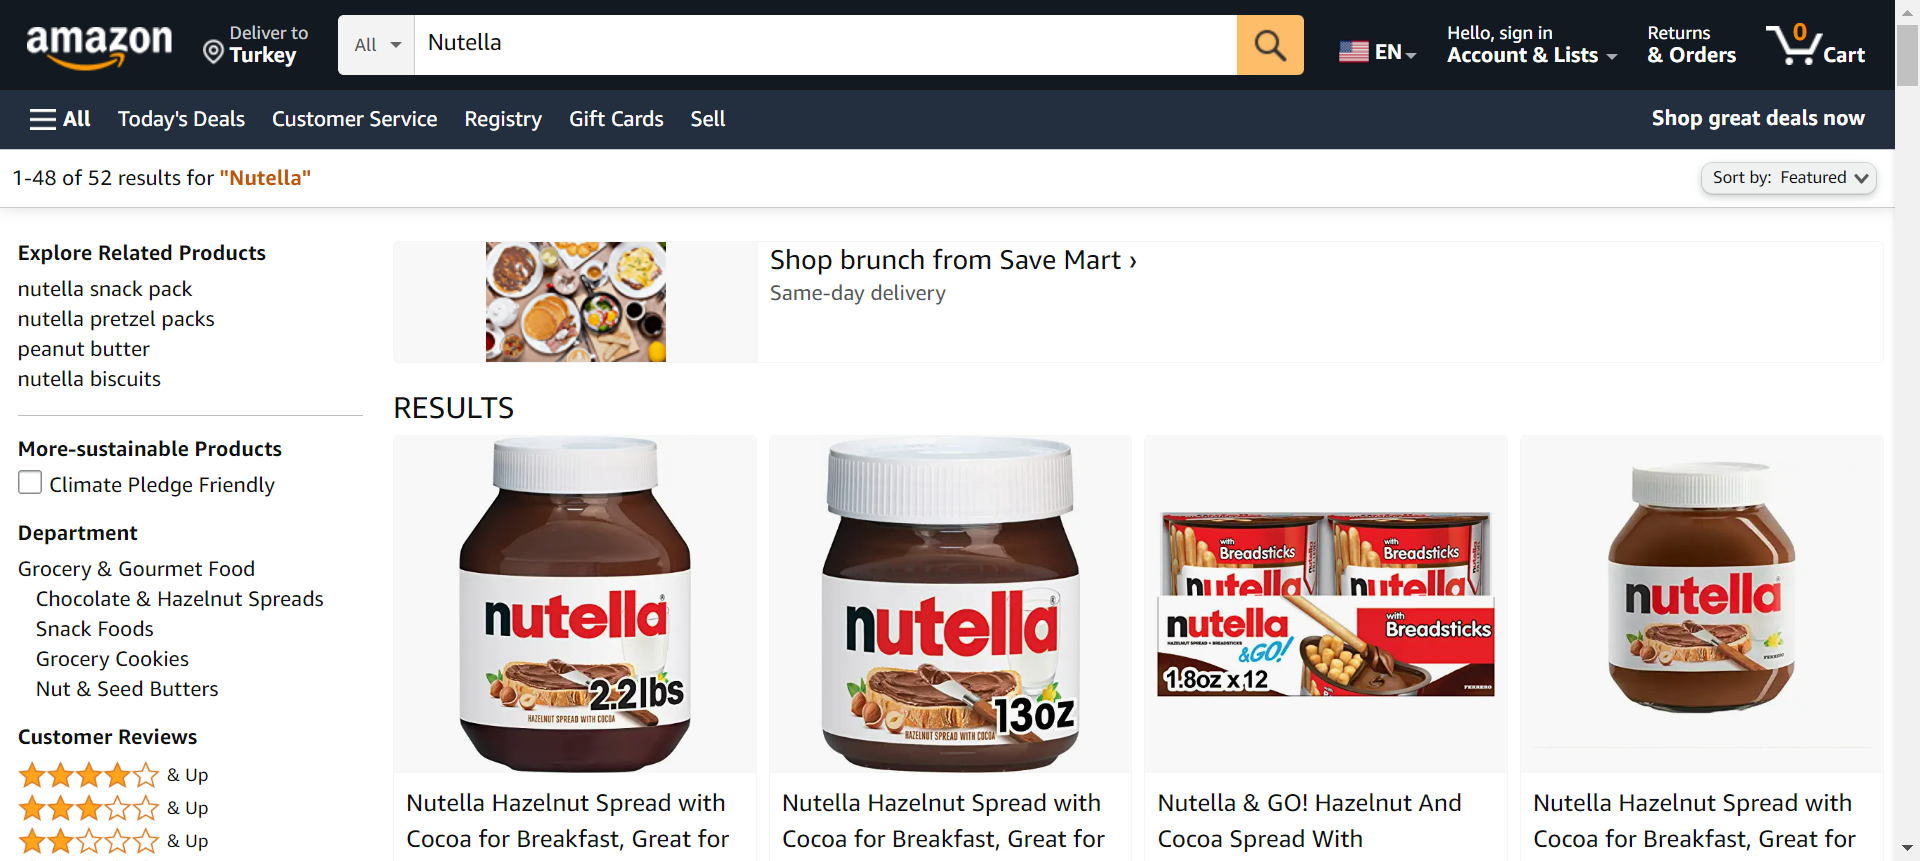 amazon
Deliver to
Turkey
All
Nutella
EN
Hello, sign in
Account & Lists
Returns
& Orders
0
Cart
All
Today's Deals
Customer Service
Registry
Gift Cards
Sell
Shop great deals now
1-48 of 52 results for "Nutella"
Sort by: Featured
Explore Related Products
nutella snack pack
nutella pretzel packs
peanut butter
nutella biscuits
More-sustainable Products
Climate Pledge Friendly
Department
Grocery & Gourmet Food
Chocolate & Hazelnut Spreads
Snack Foods
Grocery Cookies
Nut & Seed Butters
Customer Reviews
& Up
& Up
& Up
Shop brunch from Save Mart ›
Same-day delivery
RESULTS
nutella
2.2lbs
HAZELNUT SPREAD WITH COCOA
Nutella Hazelnut Spread with
Cocoa for Breakfast, Great for
nutella
13oz
HAZELNUT SPREAD WITH COCOA
Nutella Hazelnut Spread with
Cocoa for Breakfast, Great for
with
Breadsticks
nutella
with
Breadsticks
nutella
nutella
HAZELNUT SPREAD + BREADSTICKS
&GO!
with
Breadsticks
1.8oz x 12
FERRERO
Nutella & GO! Hazelnut And
Cocoa Spread With
nutella
FERRERO
Nutella Hazelnut Spread with
Cocoa for Breakfast, Great for